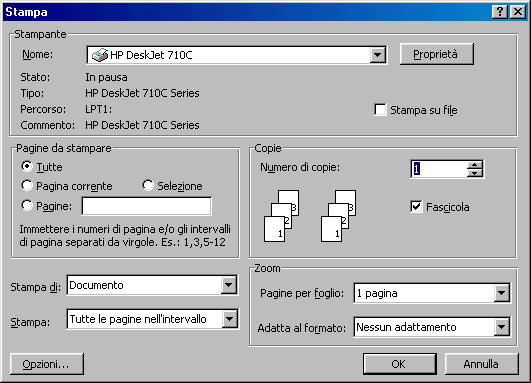 Stampa
Stampante
Nome: HP DeskJet 710C Proprietà
Stato: In pausa
Tipo: HP DeskJet 710C Series
Percorso: LPT1: Stampa su file
Commento: HP DeskJet 710C Series
Pagine da stampare
Tutte
Pagina corrente Selezione
Pagine:
Immettere i numeri di pagina e/o gli intervalli
di pagina separati da virgole. Es.: 1,3,5-12
Copie
Numero di copie: 1
3 3
2 2
1 1
Fascicola
Stampa di: Documento
Stampa: Tutte le pagine nell'intervallo
Zoom
Pagine per foglio: 1 pagina
Adatta al formato: Nessun adattamento
Opzioni... OK Annulla